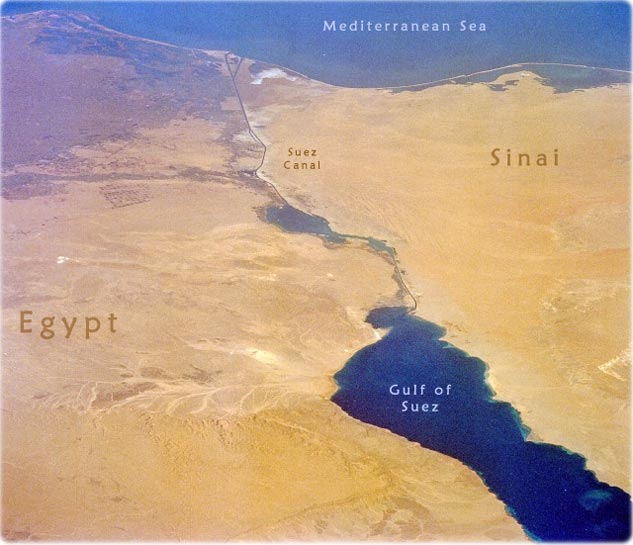 Mediterranean Sea
Suez
Canal
Sinai
Egypt
Gulf of
Suez